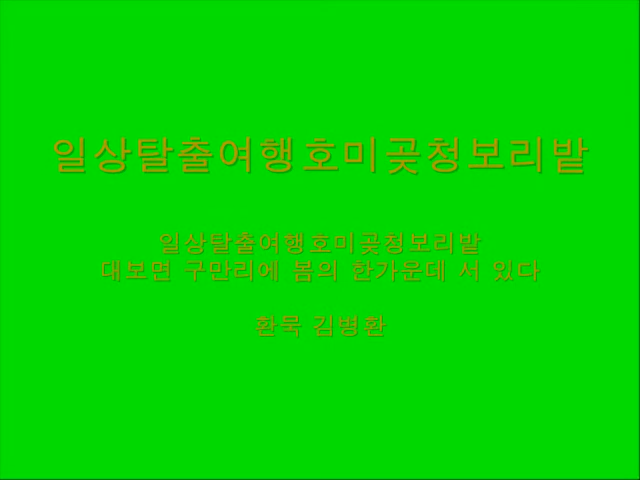 일상탈출여행호미곶청보리밭
일상탈출여행호미곶청보리발
대보면 구만리에 봄의 한가운데 서 있다
환묵 김병환